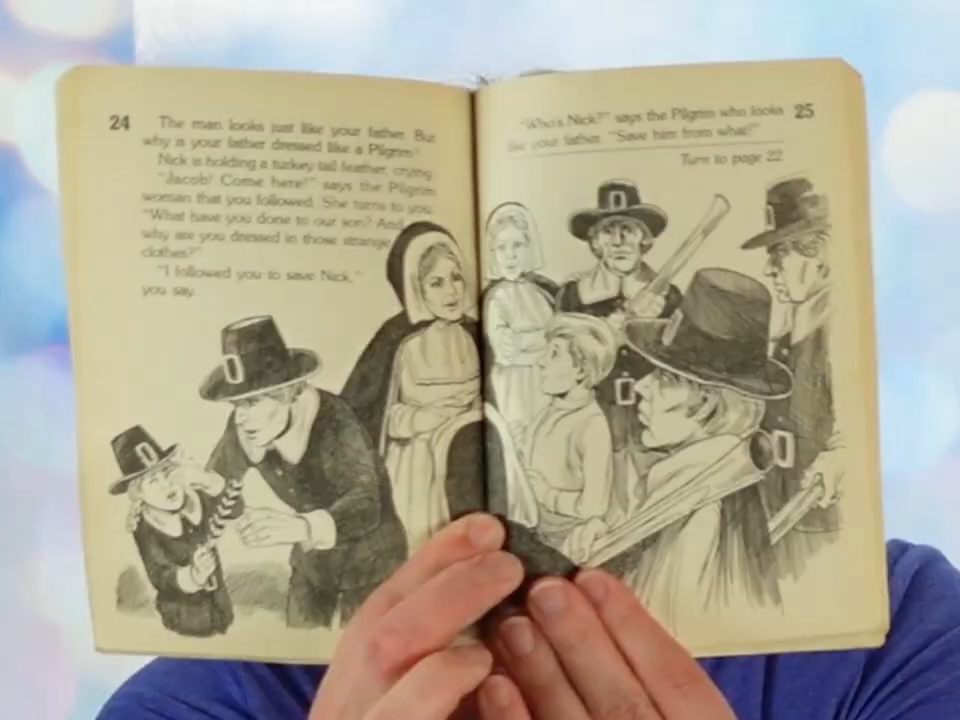 24
The man looks just like your father. But
why is your father dressed like a Pilgrim?
Nick is holding a turkey tail feather, crying.
"Jacob! Come here!" says the Pilgrim
woman that you followed. She turns to you.
"What have you done to our son? And
why are you dressed in those strange
clothes?"
"I followed you to save Nick,"
you say.
25
"Who's Nick?" says the Pilgrim who looks
like your father. "Save him from what?"
Turn to page 22.